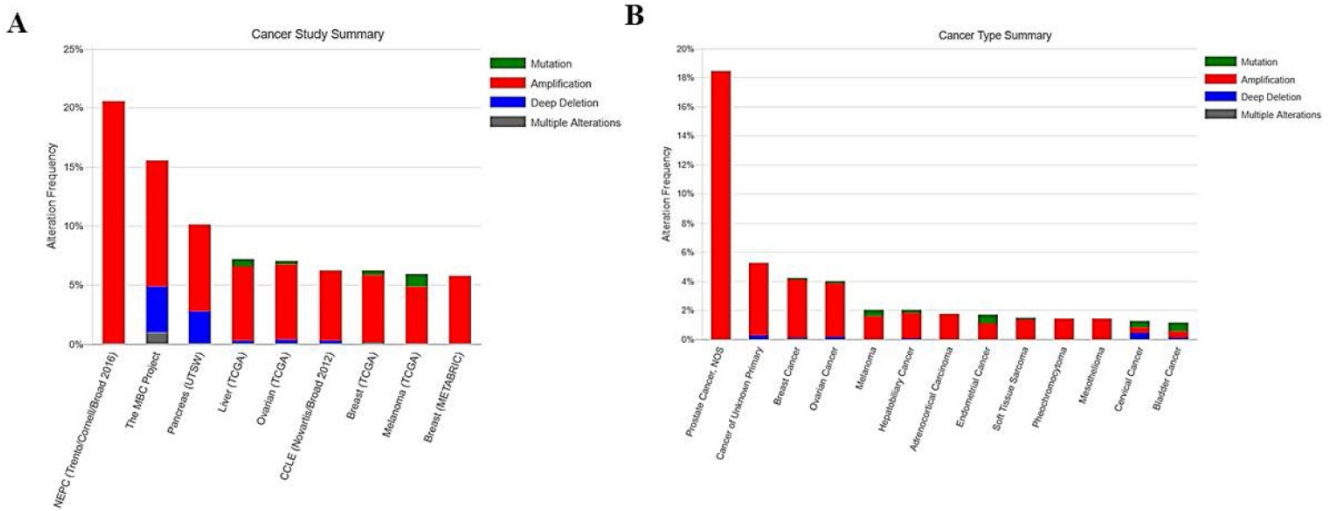 A
Cancer Study Summary
25%
20%
15%
10%
5%
0%
Alteration Frequency
Mutation
Amplification
Deep Deletion
Multiple Alterations
NEPC (Trento/Cornell/Broad 2016)
The MBC Project
Pancreas (UTSW)
Liver (TCGA)
Ovarian (TCGA)
CCLE (Novartis/Broad 2012)
Breast (TCGA)
Melanoma (TCGA)
Breast (METABRIC)
B
Cancer Type Summary
20%
18%
16%
14%
12%
10%
8%
6%
4%
2%
0%
Alteration Frequency
Mutation
Amplification
Deep Deletion
Multiple Alterations
Prostate Cancer, NOS
Cancer of Unknown Primary
Breast Cancer
Ovarian Cancer
Melanoma
Hepatobiliary Cancer
Adrenocortical Carcinoma
Endometrial Cancer
Soft Tissue Sarcoma
Pheochromocytoma
Mesothelioma
Cervical Cancer
Bladder Cancer